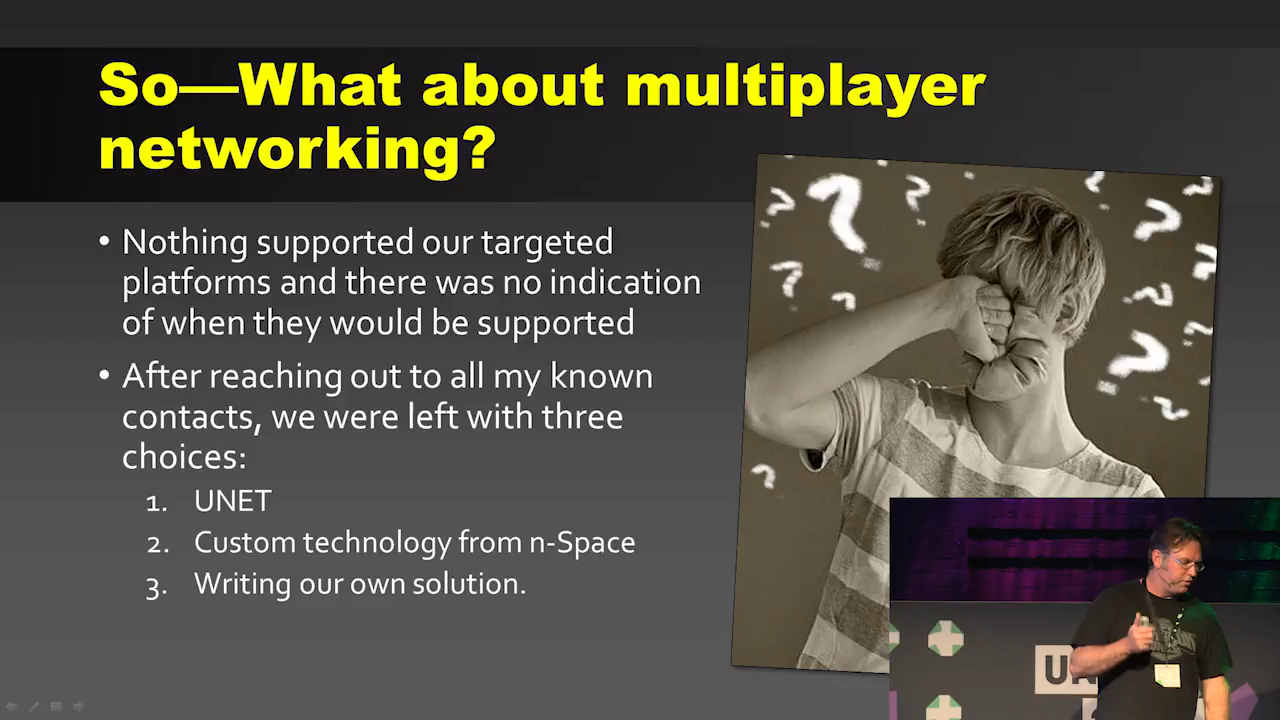 So—What about multiplayer
networking?
• Nothing supported our targeted
platforms and there was no indication
of when they would be supported
• After reaching out to all my known
contacts, we were left with three
choices:
1. UNET
2. Custom technology from n-Space
3. Writing our own solution.